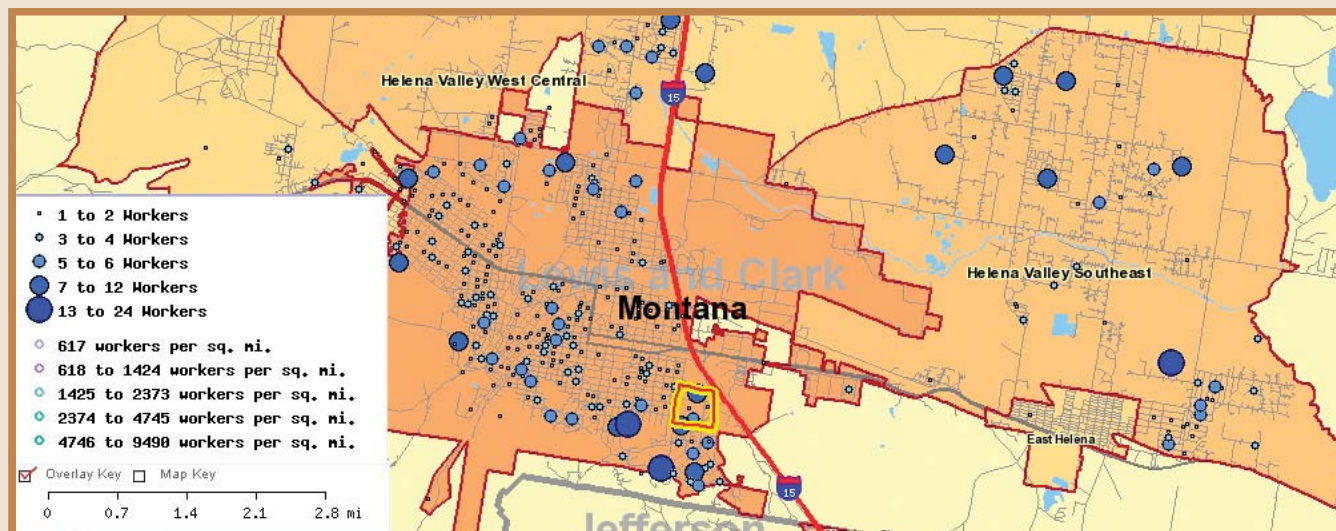 Helena Valley West Central
15
1 to 2 Workers
3 to 4 Workers
5 to 6 Workers
7 to 12 Workers
13 to 24 Workers
617 workers per sq. mi.
618 to 1424 workers per sq. mi.
1425 to 2373 workers per sq. mi.
2374 to 4745 workers per sq. mi.
4746 to 9490 workers per sq. mi.
Overlay Key Map Key
0 0.7 1.4 2.1 2.8 mi
Lewis and Clark
Montana
Helena Valley Southeast
East Helena
15
Jefferson